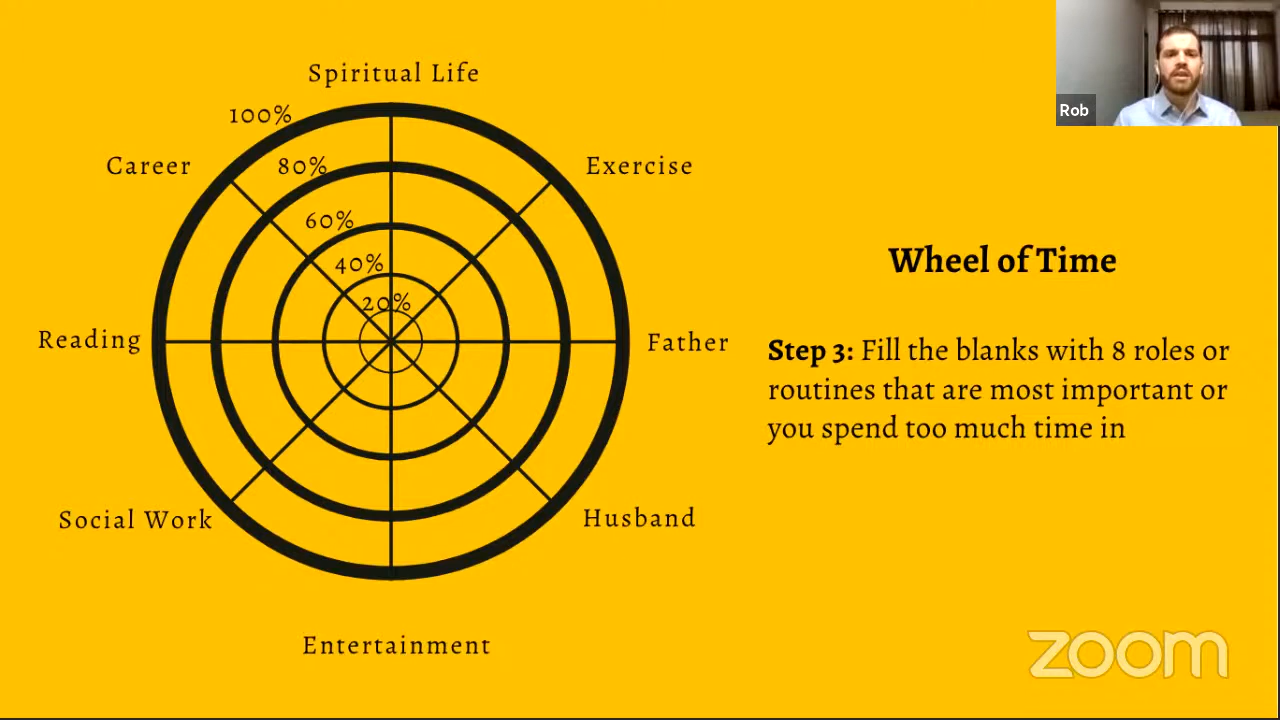 Spiritual Life
100%
Career
80%
Exercise
60%
40%
20%
Reading
Father
Social Work
Husband
Entertainment
Rob
Wheel of Time
Step 3: Fill the blanks with 8 roles or
routines that are most important or
you spend too much time in
zoom